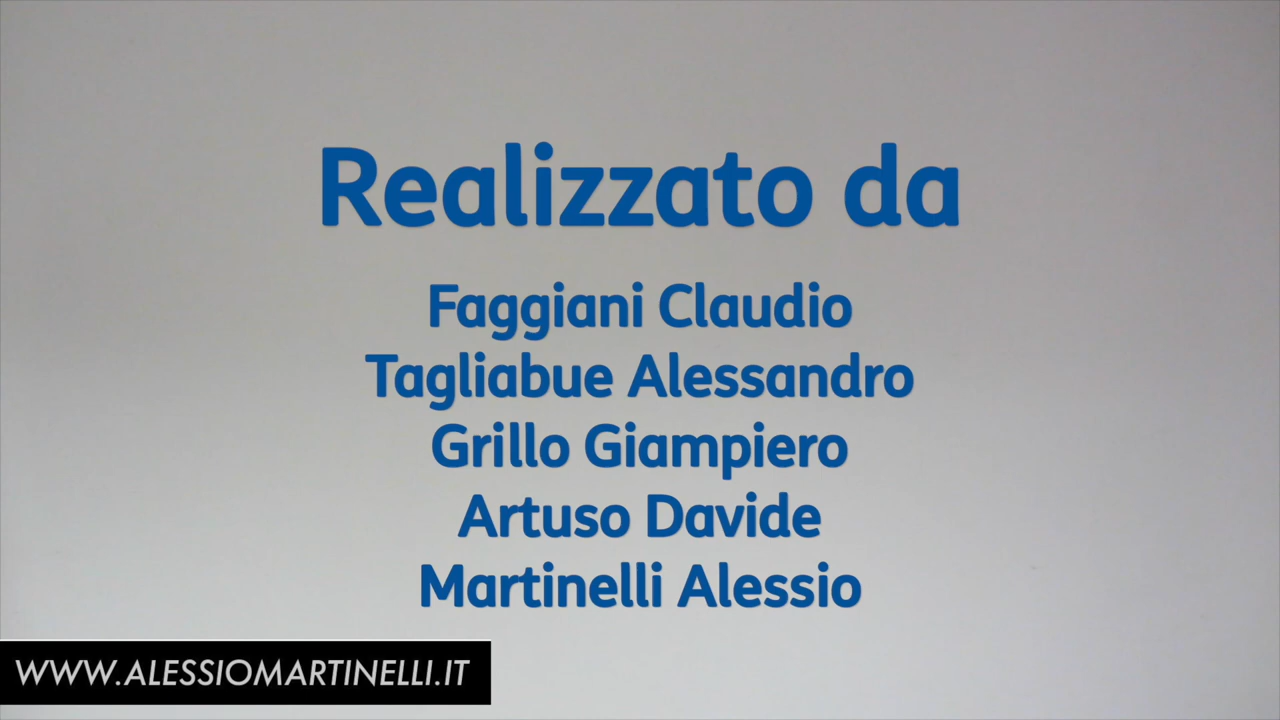 Realizzato da
Faggiani Claudio
Tagliabue Alessandro
Grillo Giampiero
Artuso Davide
Martinelli Alessio
WWW.ALESSIOMARTINELLI.IT